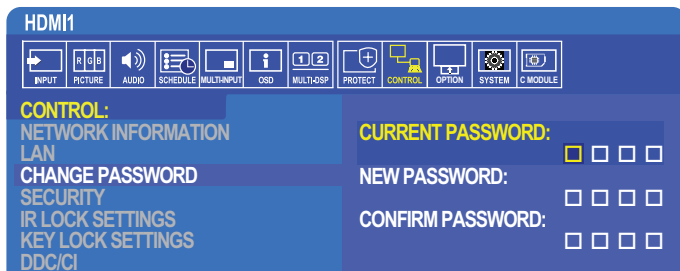 HDMI1
INPUT PICTURE AUDIO SCHEDULE MULTI-INPUT OSD MULTI-DSP PROTECT CONTROL OPTION SYSTEM C MODULE
R G B
1 2
CONTROL:
NETWORK INFORMATION
LAN
CHANGE PASSWORD
SECURITY
IR LOCK SETTINGS
KEY LOCK SETTINGS
DDC/CI
CURRENT PASSWORD:
NEW PASSWORD:
CONFIRM PASSWORD: